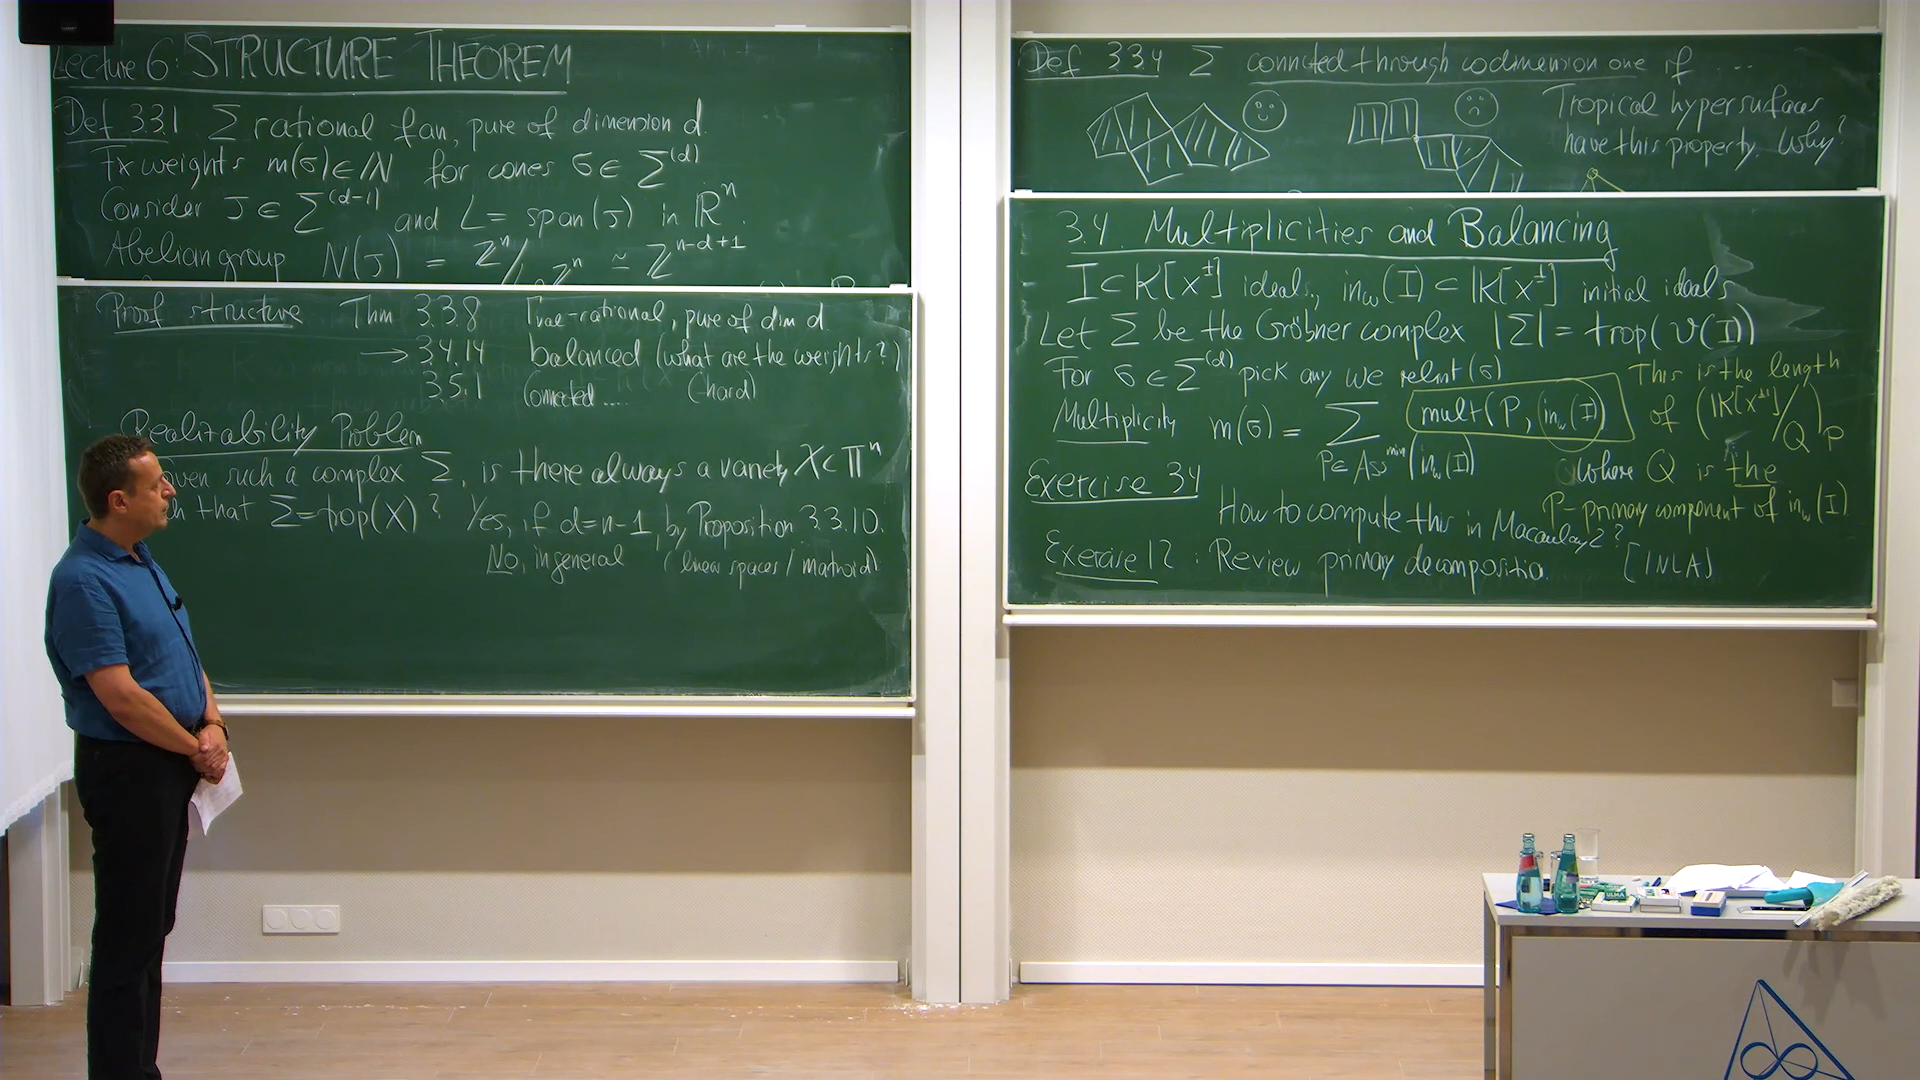 Lecture 6: STRUCTURE THEOREM
Def 3.3.1 Σ rational fan, pure of dimension d.
Fix weights m(σ)∈ℕ for cones σ∈Σ^(d)
Consider J∈Σ^(d-1) and L = span(J) in ℝ^n.
Abelian group N(J) = ℤ^n/ ≃ ℤ^{n-d+1}
Proof structure Thm 3.3.8 Γval-rational, pure of dim d.
→ 3.4.14 balanced (what are the weights?)
3.5.1 Connected.... (hard)
Realizability Problem
such a complex Σ, is there always a variety X⊂𝕋^n
that Σ=trop(X)? Yes, if d=n-1, by Proposition 3.3.10.
No, in general (linear spaces / matroid)
Def 3.3.4 Σ connected through codimension one if ...
Tropical hypersurfaces
have this property. Why?
3.4. Multiplicities and Balancing
I⊂K[x^±] ideals, in_w(I)⊂𝕜[x^±] initial ideals
Let Σ be the Gröbner complex |Σ| = trop(V(I))
For σ∈Σ^(d) pick any w∈relint(σ)
Multiplicity m(σ) = Σ_{P∈Ass^min(in_w(I))} mult(P, in_w(I))
This is the length
of (𝕜[x^±]/Q)_P
where Q is the
P-primary component of in_w(I).
Exercise 34
How to compute this in Macaulay2?
Exercise 12: Review primary decomposition. [INLA]
ULMA